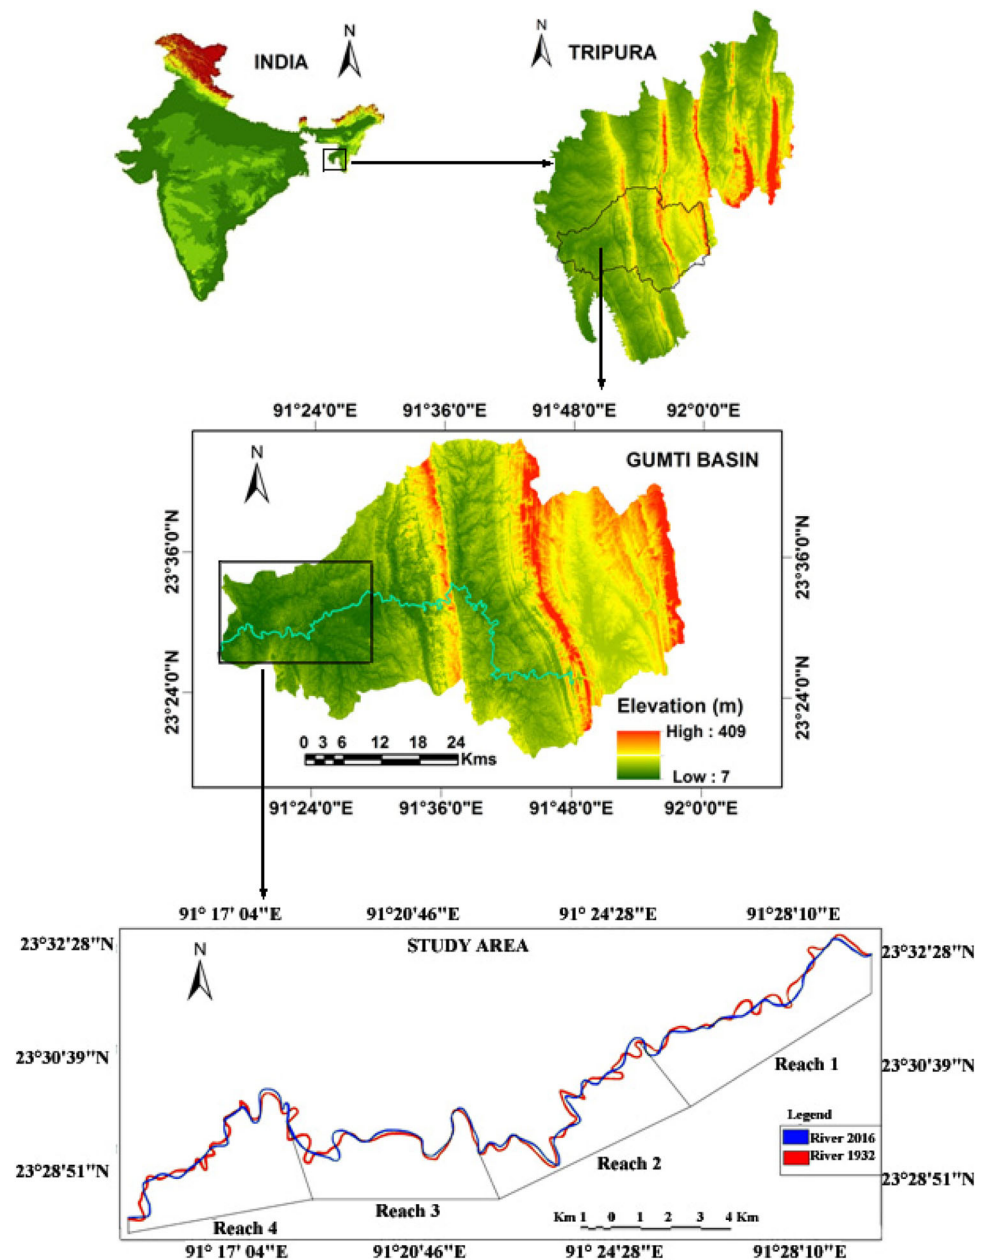 N
N
INDIA
TRIPURA
91°24'0"E 91°36'0"E 91°48'0"E 92°0'0"E
N
GUMTI BASIN
23°36'0"N
23°36'0"N
23°24'0"N
23°24'0"N
Elevation (m)
High : 409
Low : 7
0 3 6 12 18 24
Kms
91°24'0"E 91°36'0"E 91°48'0"E 92°0'0"E
91° 17' 04"E 91°20'46"E 91° 24'28"E 91°28'10"E
23°32'28"N
STUDY AREA
23°32'28"N
N
23°30'39"N
23°30'39"N
Reach 1
Legend
River 2016
River 1932
23°28'51"N
Reach 2
23°28'51"N
Reach 3
Reach 4
Km 1 0 1 2 3 4 Km
91° 17' 04"E 91°20'46"E 91° 24'28"E 91°28'10"E